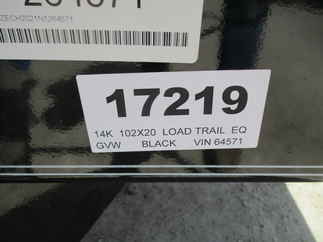 17219
14K 102X20 LOAD TRAIL EQ
GVW BLACK VIN 64571